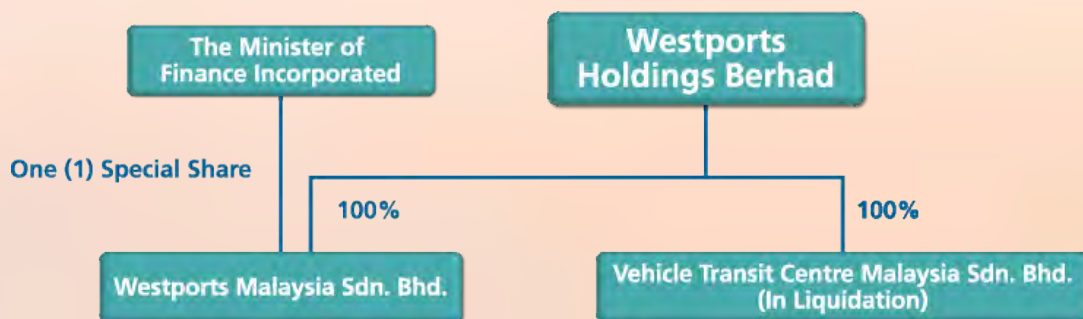 The Minister of
Finance Incorporated
Westports
Holdings Berhad
One (1) Special Share
100%
100%
Westports Malaysia Sdn. Bhd.
Vehicle Transit Centre Malaysia Sdn. Bhd.
(In Liquidation)